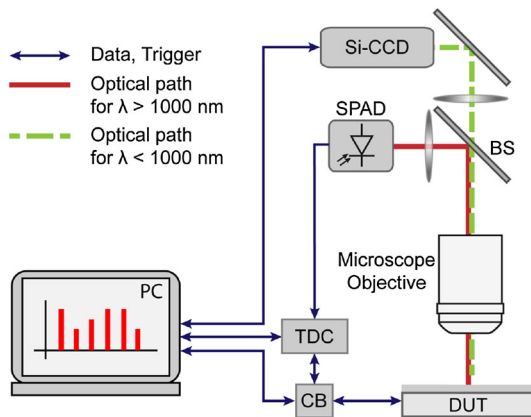 Data, Trigger
Optical path
for λ > 1000 nm
Optical path
for λ < 1000 nm
Si-CCD
SPAD
BS
Microscope
Objective
PC
TDC
CB
DUT